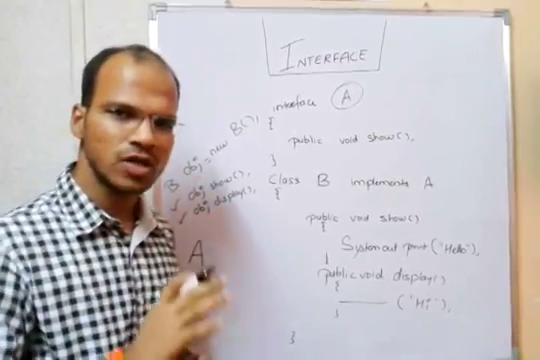 INTERFACE
interface A
{
public void show();
}
Class B implements A
{
public void show()
{
System.out.print("Hello");
}
public void display()
{
("Hi");
}
}
B obj = new B();
obj.show();
obj.display();
A